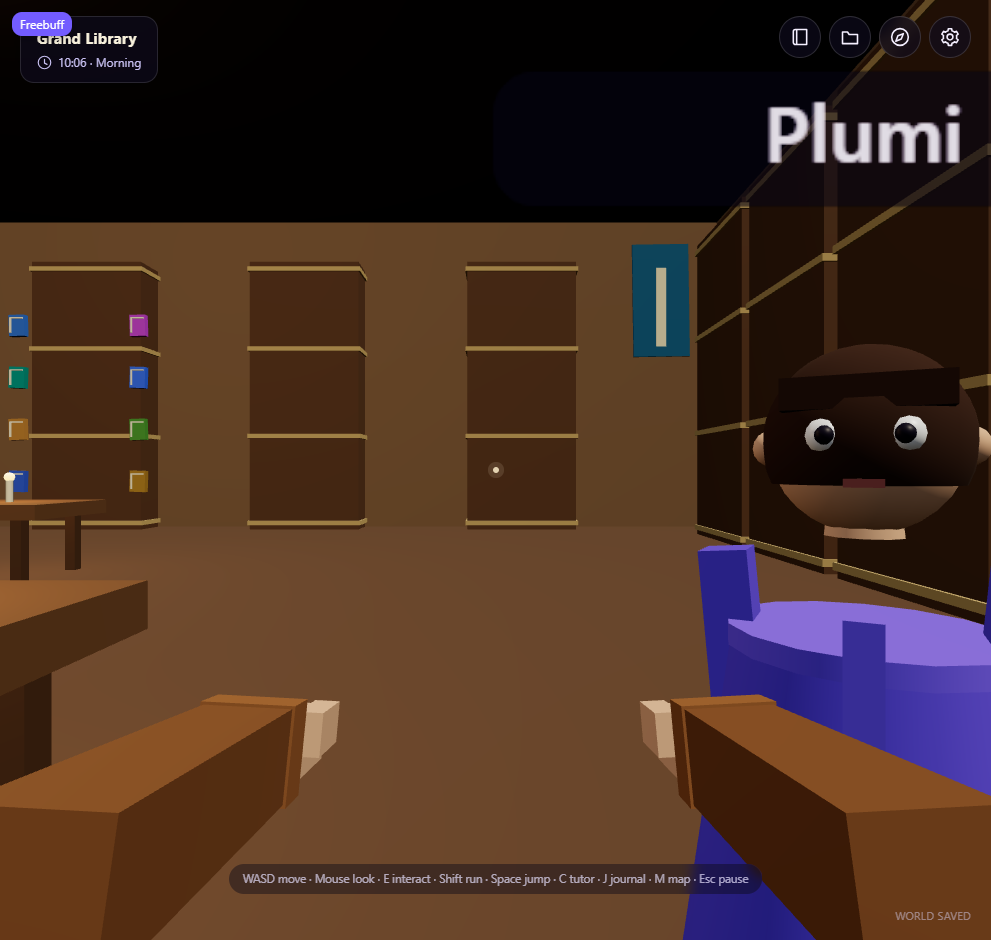 Freebuff
Grand Library
10:06 · Morning
Plumi
WASD move · Mouse look · E interact · Shift run · Space jump · C tutor · J journal · M map · Esc pause
WORLD SAVED